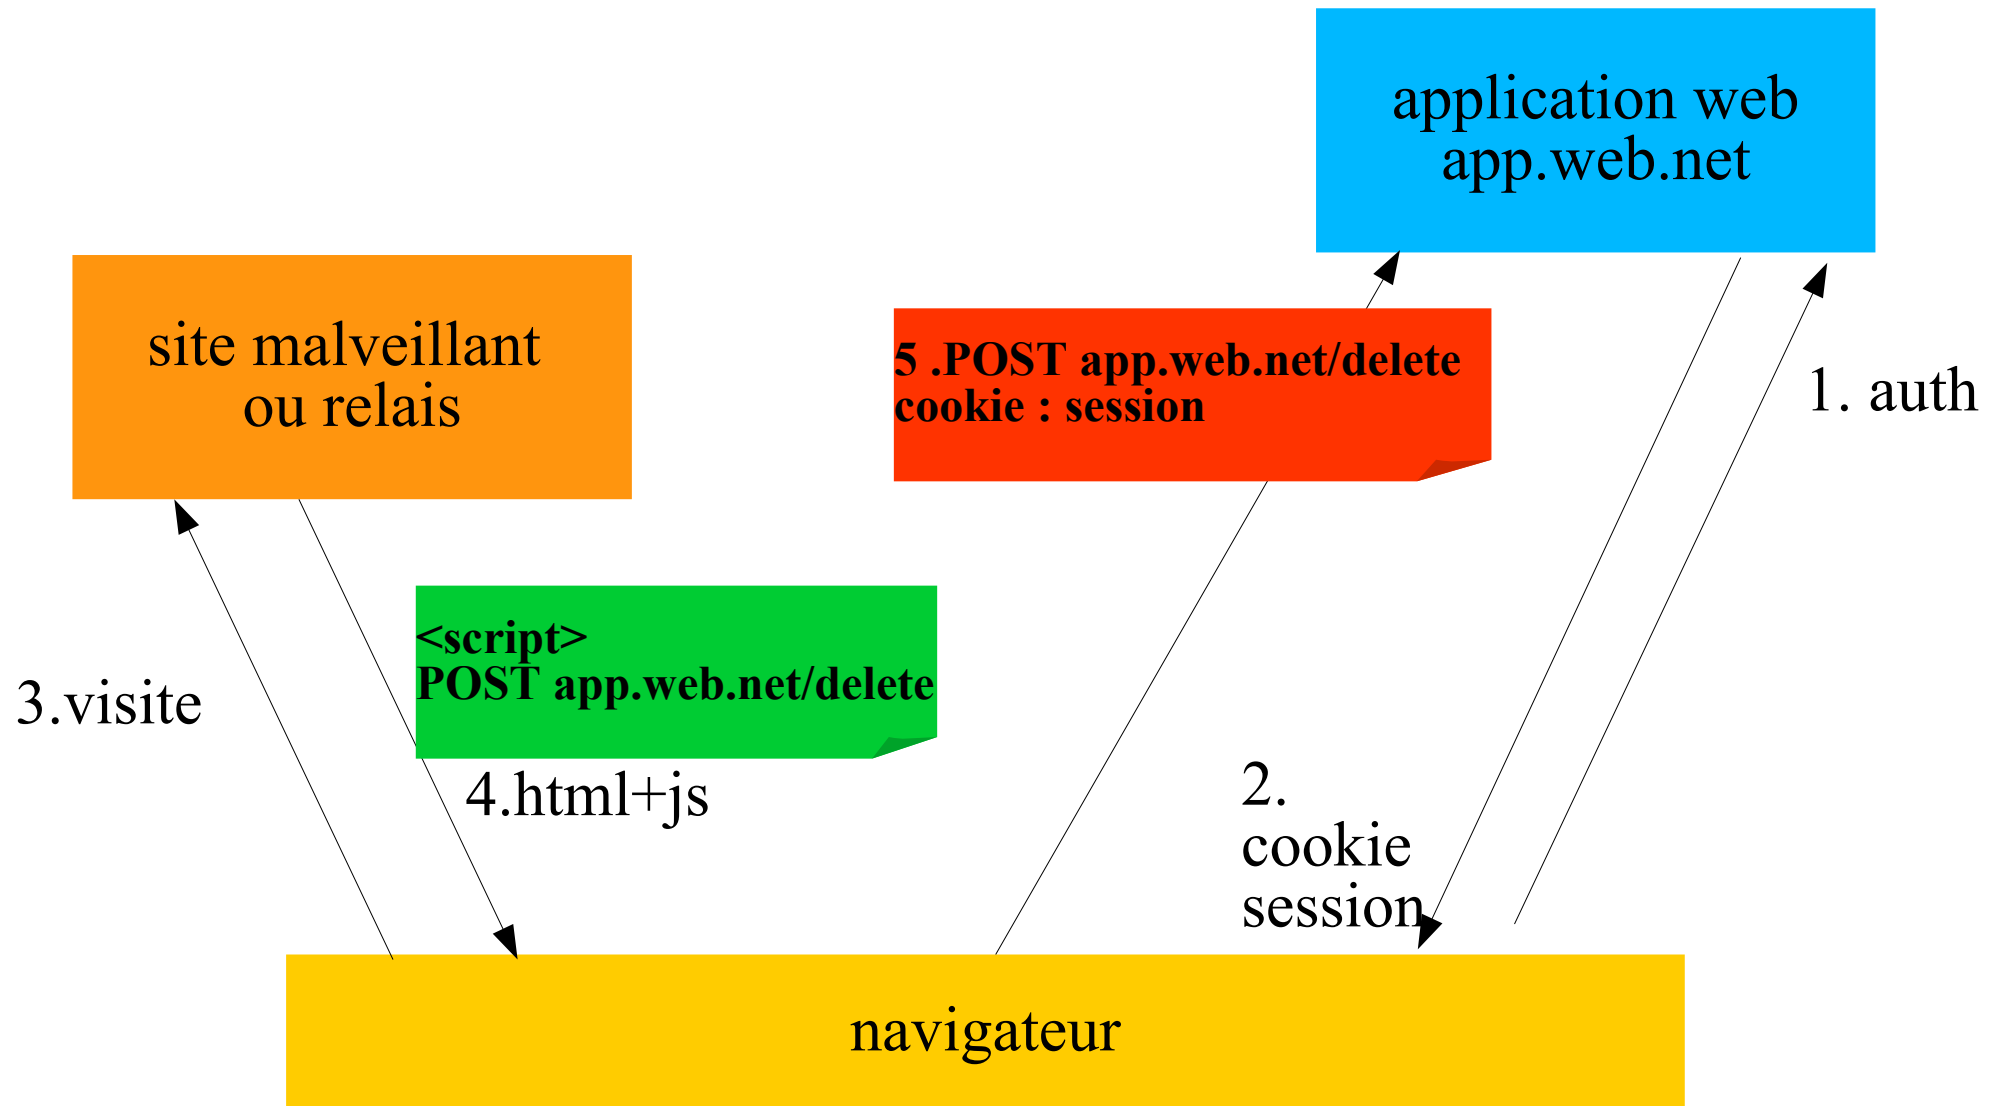 application web
app.web.net
site malveillant
ou relais
5 .POST app.web.net/delete
cookie : session
1. auth
<script>
POST app.web.net/delete
3.visite
4.html+js
2.
cookie
session
navigateur